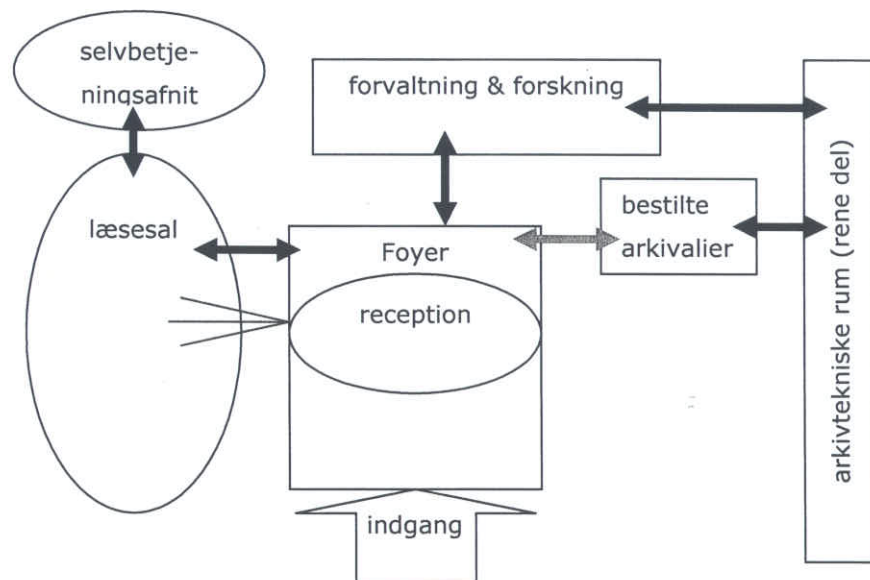 selvbetje-
ningsafnit
forvaltning & forskning
læsesal
Foyer
reception
bestilte
arkivalier
arkivtekniske rum (rene del)
indgang